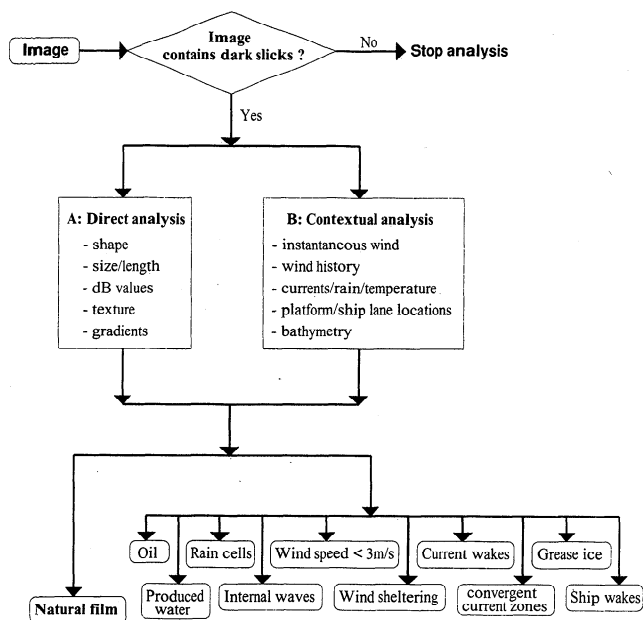 Image
Image
contains dark slicks ?
No
Stop analysis
Yes
A: Direct analysis
- shape
- size/length
- dB values
- texture
- gradients
B: Contextual analysis
- instantancous wind
- wind history
- currents/rain/temperature
- platform/ship lane locations
- bathymetry
Oil
Rain cells
Wind speed < 3m/s
Current wakes
Grease ice
Natural film
Produced
water
Internal waves
Wind sheltering
convergent
current zones
Ship wakes